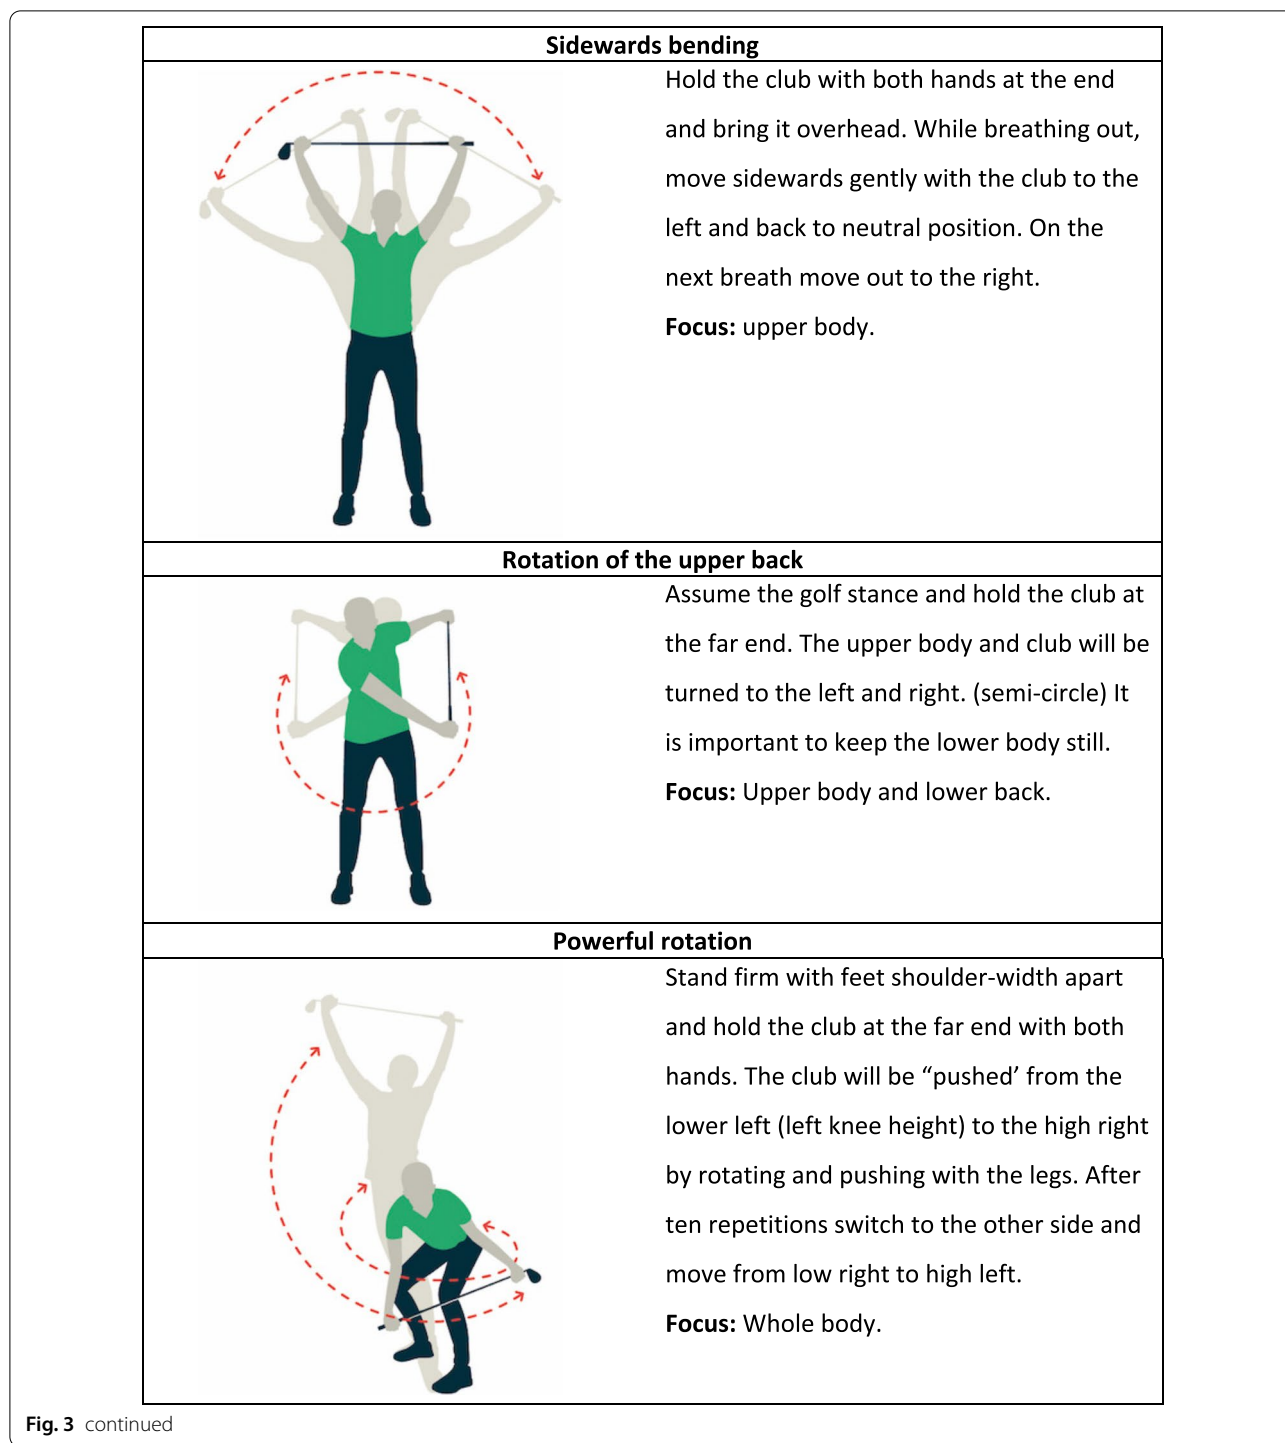 Sidewards bending
Hold the club with both hands at the end
and bring it overhead. While breathing out,
move sidewards gently with the club to the
left and back to neutral position. On the
next breath move out to the right.
Focus: upper body.
Rotation of the upper back
Assume the golf stance and hold the club at
the far end. The upper body and club will be
turned to the left and right. (semi-circle) It
is important to keep the lower body still.
Focus: Upper body and lower back.
Powerful rotation
Stand firm with feet shoulder-width apart
and hold the club at the far end with both
hands. The club will be “pushed’ from the
lower left (left knee height) to the high right
by rotating and pushing with the legs. After
ten repetitions switch to the other side and
move from low right to high left.
Focus: Whole body.
Fig. 3 continued